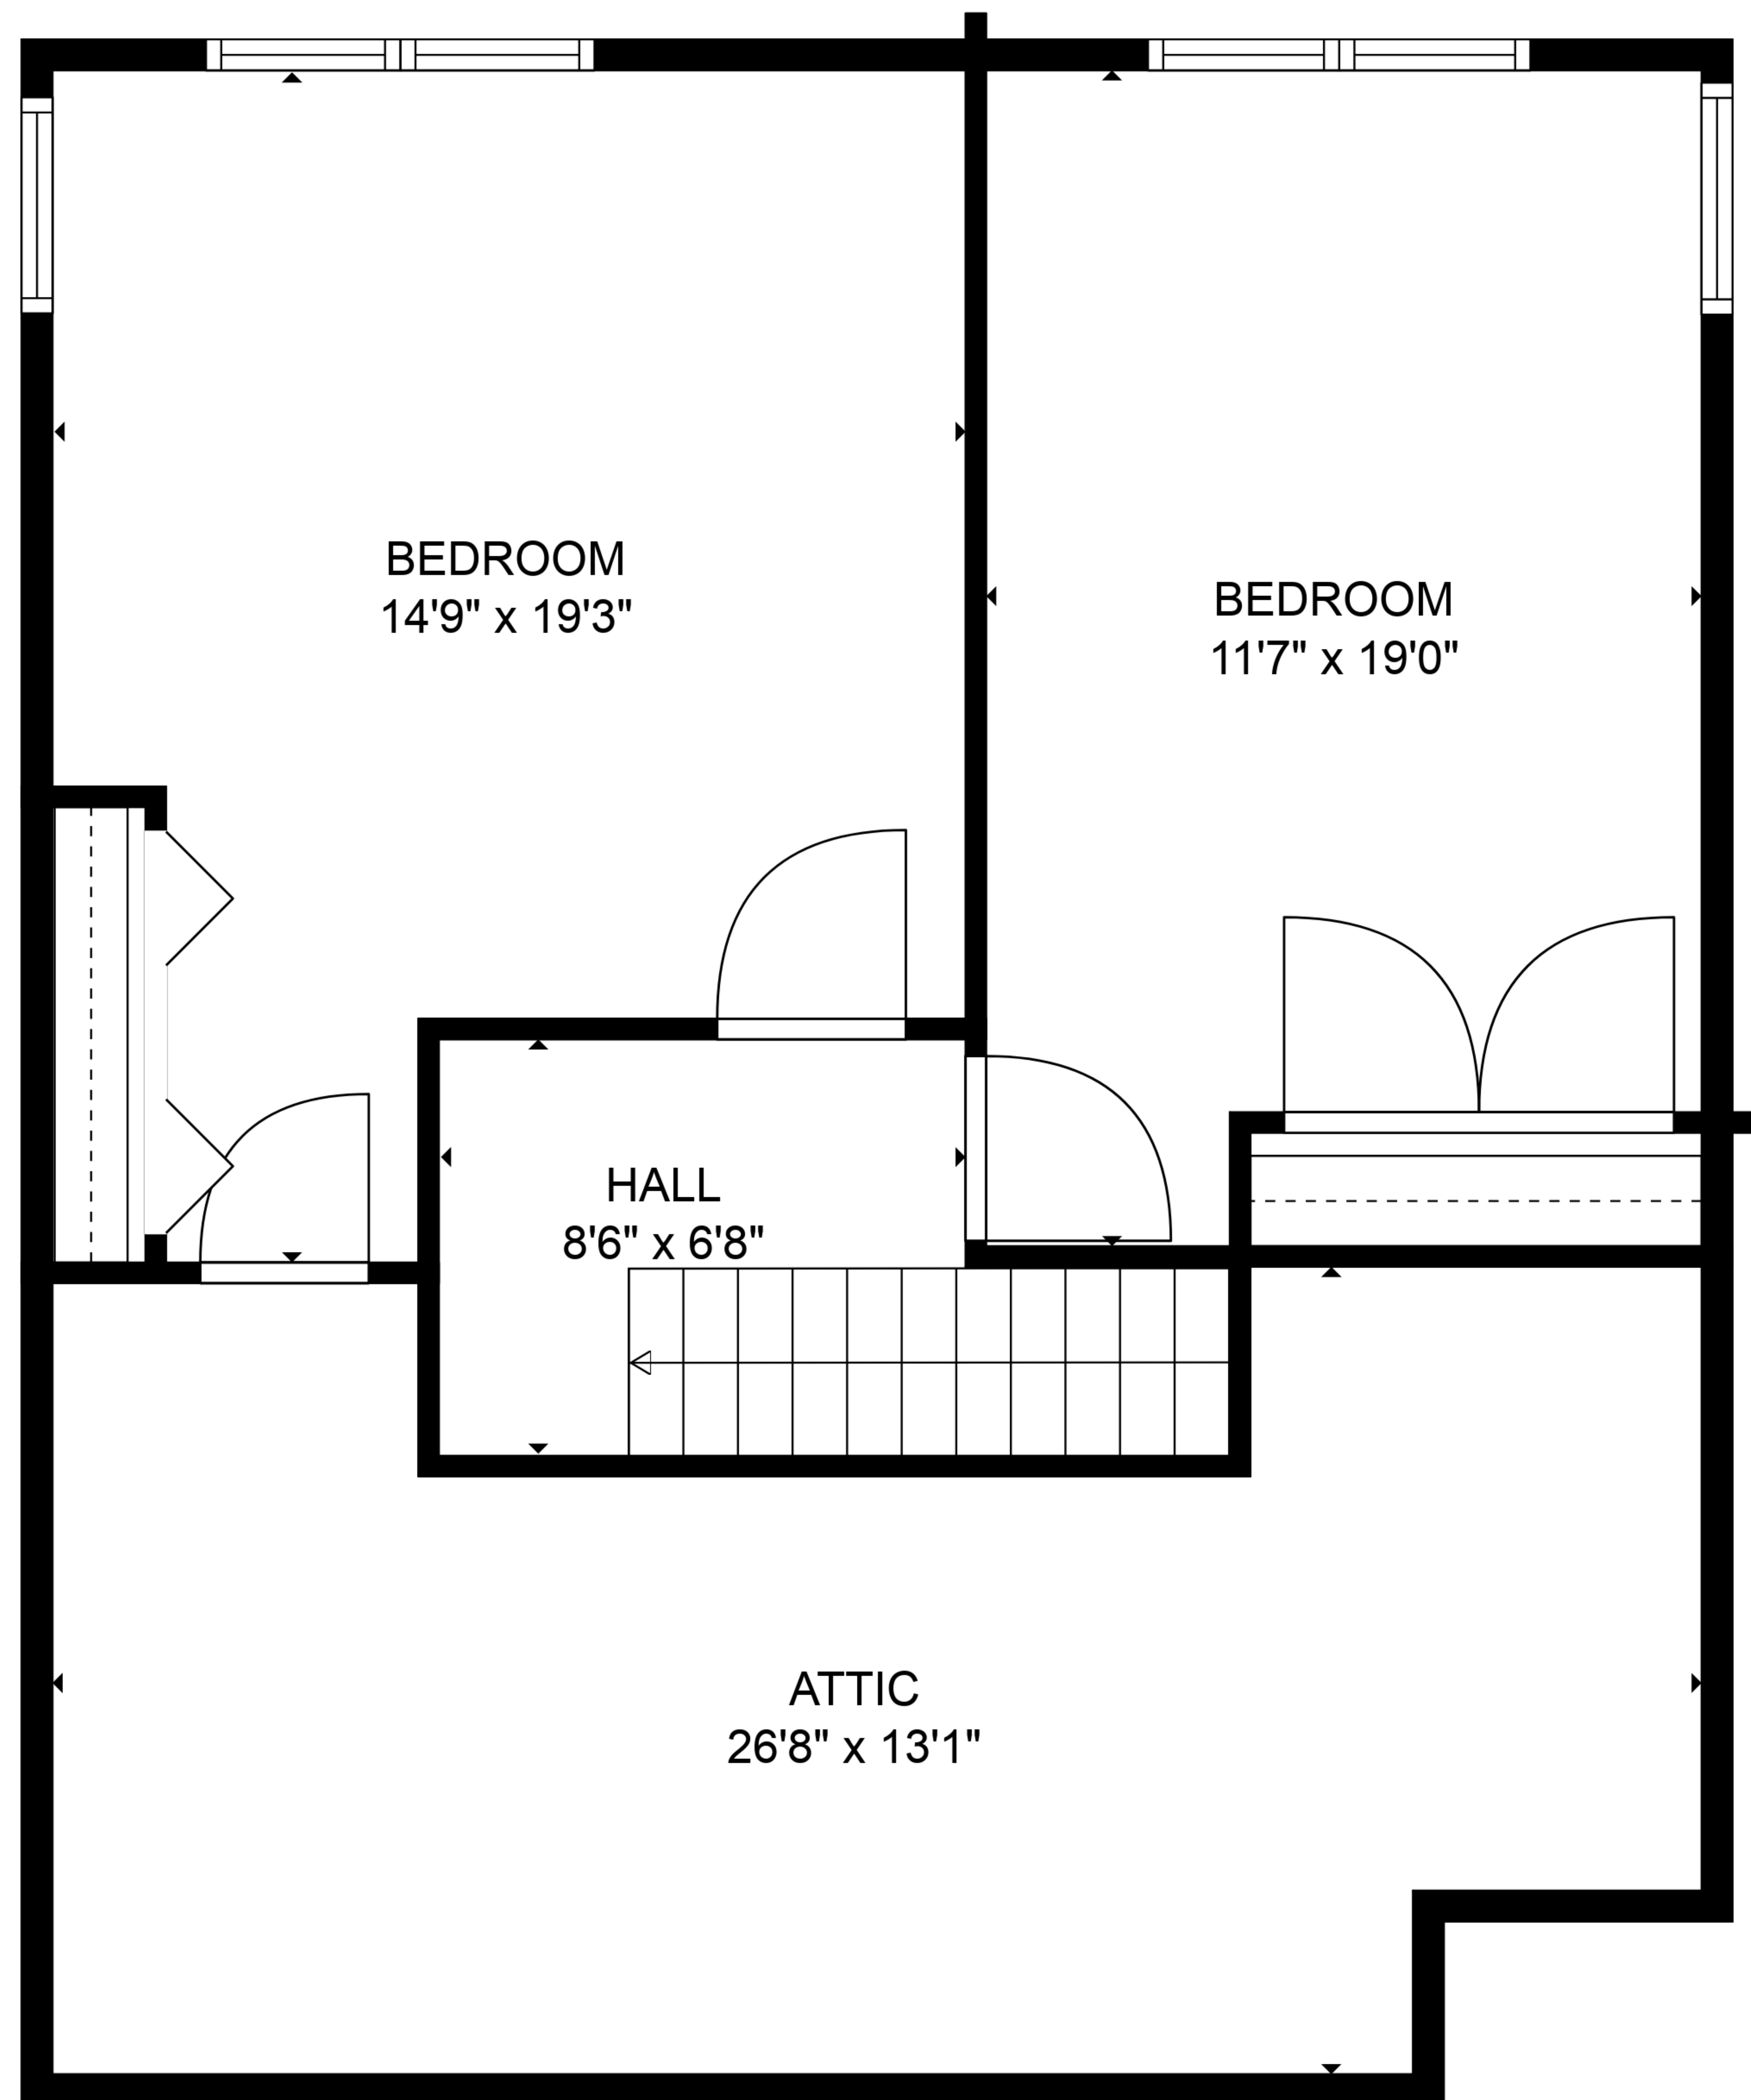 BEDROOM
14'9" x 19'3"
BEDROOM
11'7" x 19'0"
HALL
8'6" x 6'8"
ATTIC
26'8" x 13'1"